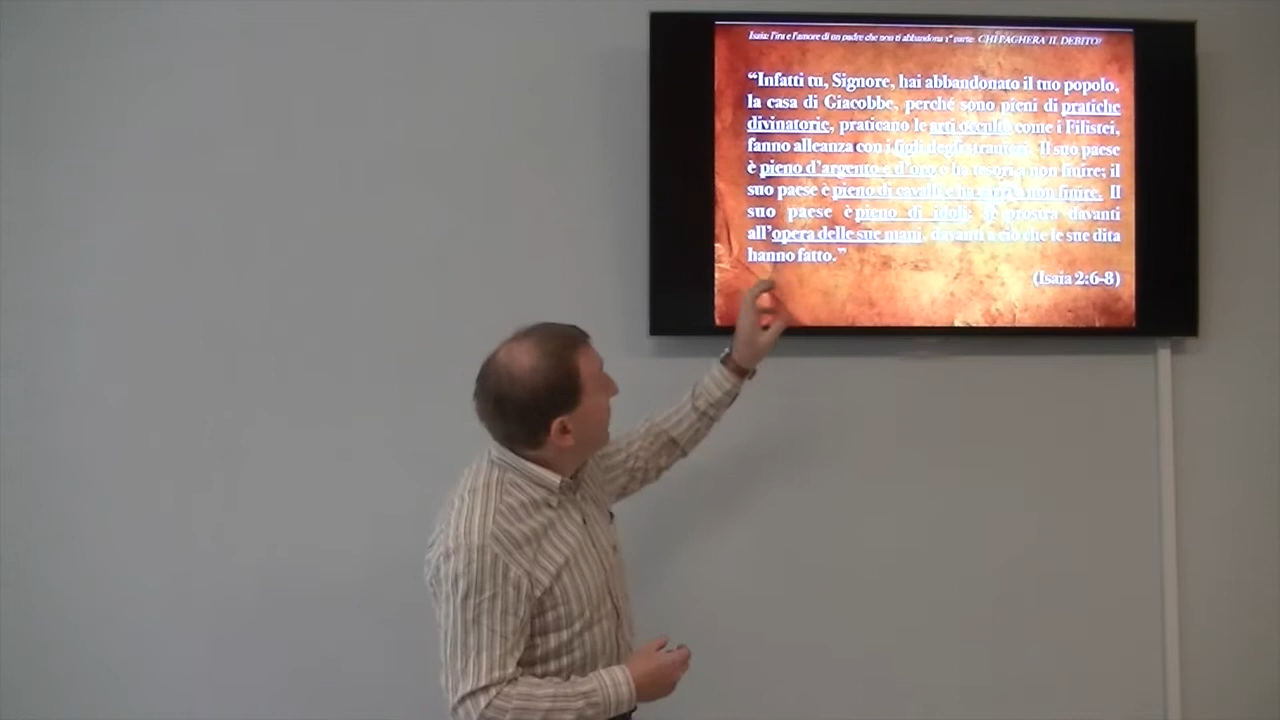 Isaia: l'ira e l'amore di un padre che non ti abbandona 1° parte: CHI PAGHERA' IL DEBITO?
“Infatti tu, Signore, hai abbandonato il tuo popolo,
la casa di Giacobbe, perché sono pieni di pratiche
divinatorie, praticano le arti occulte come i Filistei,
fanno alleanza con i figli degli stranieri. Il suo paese
è pieno d'argento e d'oro e ha tesori a non finire; il
suo paese è pieno di cavalli e ha carri a non finire. Il
suo paese è pieno di idoli; si prostra davanti
all'opera delle sue mani, davanti a ciò che le sue dita
hanno fatto.”
(Isaia 2:6-8)